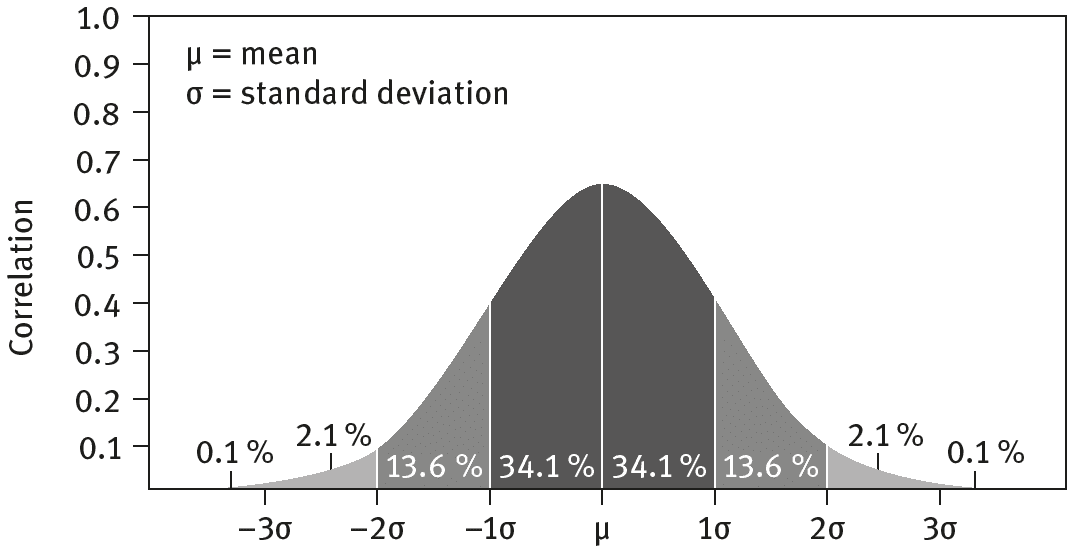 1.0
μ = mean
0.9
σ = standard deviation
0.8
0.7
0.6
0.5
Correlation
0.4
0.3
0.2
0.1
0.1 %
2.1 %
13.6 %
34.1 %
34.1 %
13.6 %
2.1 %
0.1 %
–3σ
–2σ
–1σ
μ
1σ
2σ
3σ